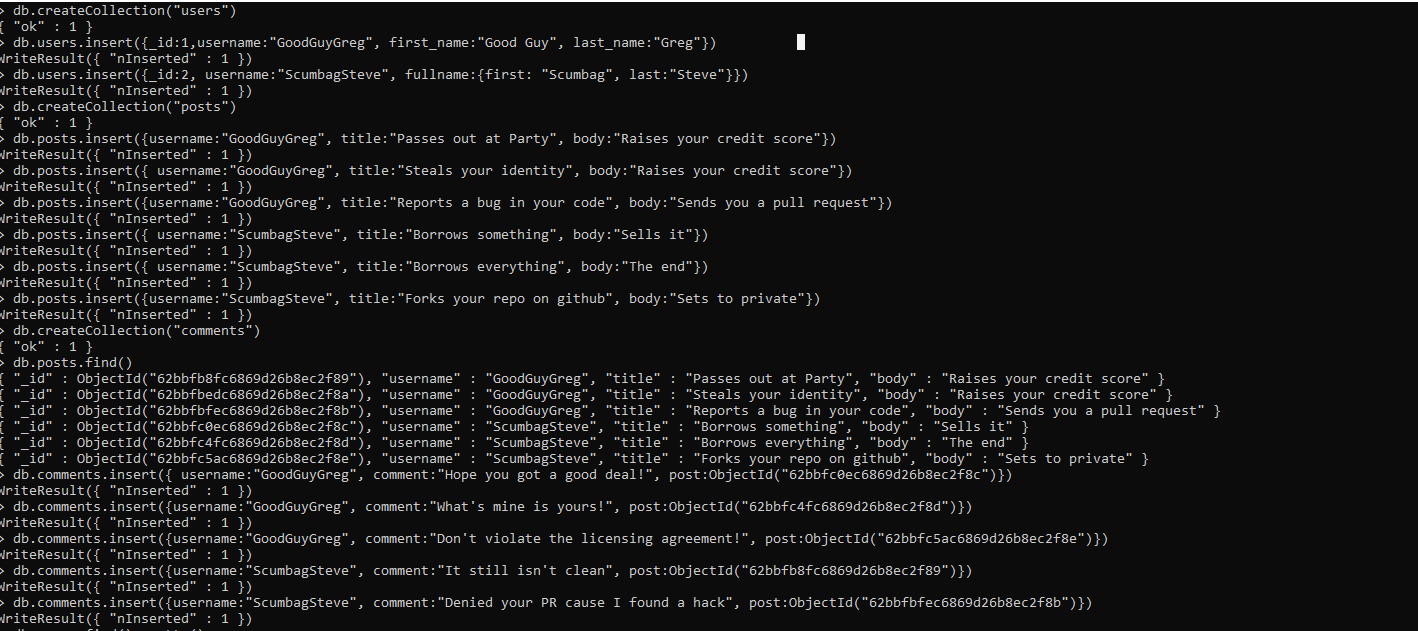 > db.createCollection("users")
{ "ok" : 1 }
> db.users.insert({_id:1,username:"GoodGuyGreg", first_name:"Good Guy", last_name:"Greg"})
WriteResult({ "nInserted" : 1 })
> db.users.insert({_id:2, username:"ScumbagSteve", fullname:{first: "Scumbag", last:"Steve"}})
WriteResult({ "nInserted" : 1 })
> db.createCollection("posts")
{ "ok" : 1 }
> db.posts.insert({username:"GoodGuyGreg", title:"Passes out at Party", body:"Raises your credit score"})
WriteResult({ "nInserted" : 1 })
> db.posts.insert({ username:"GoodGuyGreg", title:"Steals your identity", body:"Raises your credit score"})
WriteResult({ "nInserted" : 1 })
> db.posts.insert({username:"GoodGuyGreg", title:"Reports a bug in your code", body:"Sends you a pull request"})
WriteResult({ "nInserted" : 1 })
> db.posts.insert({ username:"ScumbagSteve", title:"Borrows something", body:"Sells it"})
WriteResult({ "nInserted" : 1 })
> db.posts.insert({ username:"ScumbagSteve", title:"Borrows everything", body:"The end"})
WriteResult({ "nInserted" : 1 })
> db.posts.insert({username:"ScumbagSteve", title:"Forks your repo on github", body:"Sets to private"})
WriteResult({ "nInserted" : 1 })
> db.createCollection("comments")
{ "ok" : 1 }
> db.posts.find()
{ "_id" : ObjectId("62bbfb8fc6869d26b8ec2f89"), "username" : "GoodGuyGreg", "title" : "Passes out at Party", "body" : "Raises your credit score" }
{ "_id" : ObjectId("62bbfbedc6869d26b8ec2f8a"), "username" : "GoodGuyGreg", "title" : "Steals your identity", "body" : "Raises your credit score" }
{ "_id" : ObjectId("62bbfbfec6869d26b8ec2f8b"), "username" : "GoodGuyGreg", "title" : "Reports a bug in your code", "body" : "Sends you a pull request" }
{ "_id" : ObjectId("62bbfc0ec6869d26b8ec2f8c"), "username" : "ScumbagSteve", "title" : "Borrows something", "body" : "Sells it" }
{ "_id" : ObjectId("62bbfc4fc6869d26b8ec2f8d"), "username" : "ScumbagSteve", "title" : "Borrows everything", "body" : "The end" }
{ "_id" : ObjectId("62bbfc5ac6869d26b8ec2f8e"), "username" : "ScumbagSteve", "title" : "Forks your repo on github", "body" : "Sets to private" }
> db.comments.insert({ username:"GoodGuyGreg", comment:"Hope you got a good deal!", post:ObjectId("62bbfc0ec6869d26b8ec2f8c")})
WriteResult({ "nInserted" : 1 })
> db.comments.insert({username:"GoodGuyGreg", comment:"What's mine is yours!", post:ObjectId("62bbfc4fc6869d26b8ec2f8d")})
WriteResult({ "nInserted" : 1 })
> db.comments.insert({username:"GoodGuyGreg", comment:"Don't violate the licensing agreement!", post:ObjectId("62bbfc5ac6869d26b8ec2f8e")})
WriteResult({ "nInserted" : 1 })
> db.comments.insert({username:"ScumbagSteve", comment:"It still isn't clean", post:ObjectId("62bbfb8fc6869d26b8ec2f89")})
WriteResult({ "nInserted" : 1 })
> db.comments.insert({username:"ScumbagSteve", comment:"Denied your PR cause I found a hack", post:ObjectId("62bbfbfec6869d26b8ec2f8b")})
WriteResult({ "nInserted" : 1 })